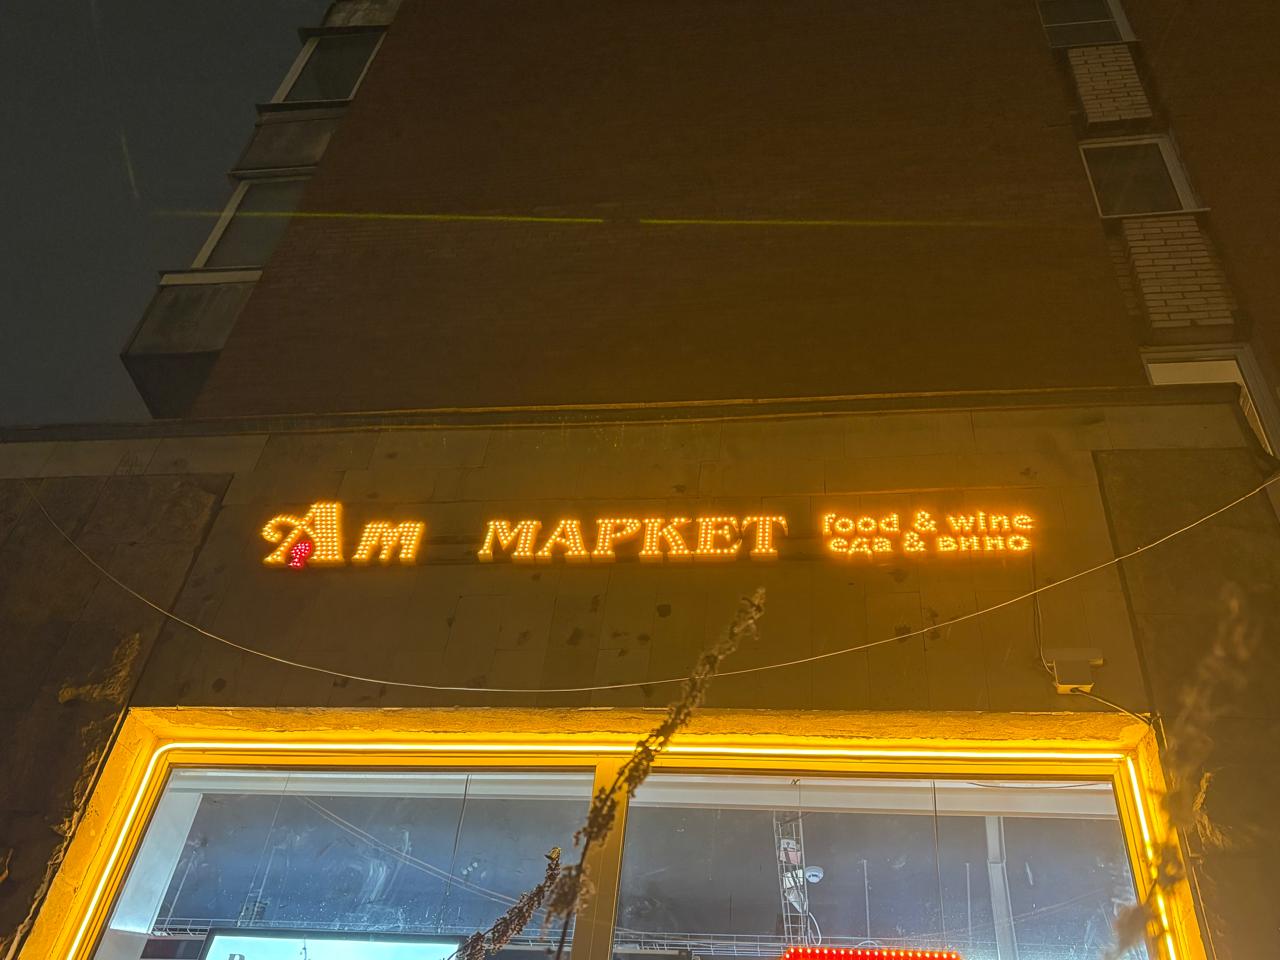 Ам МАРКЕТ
food & wine
еда & вино